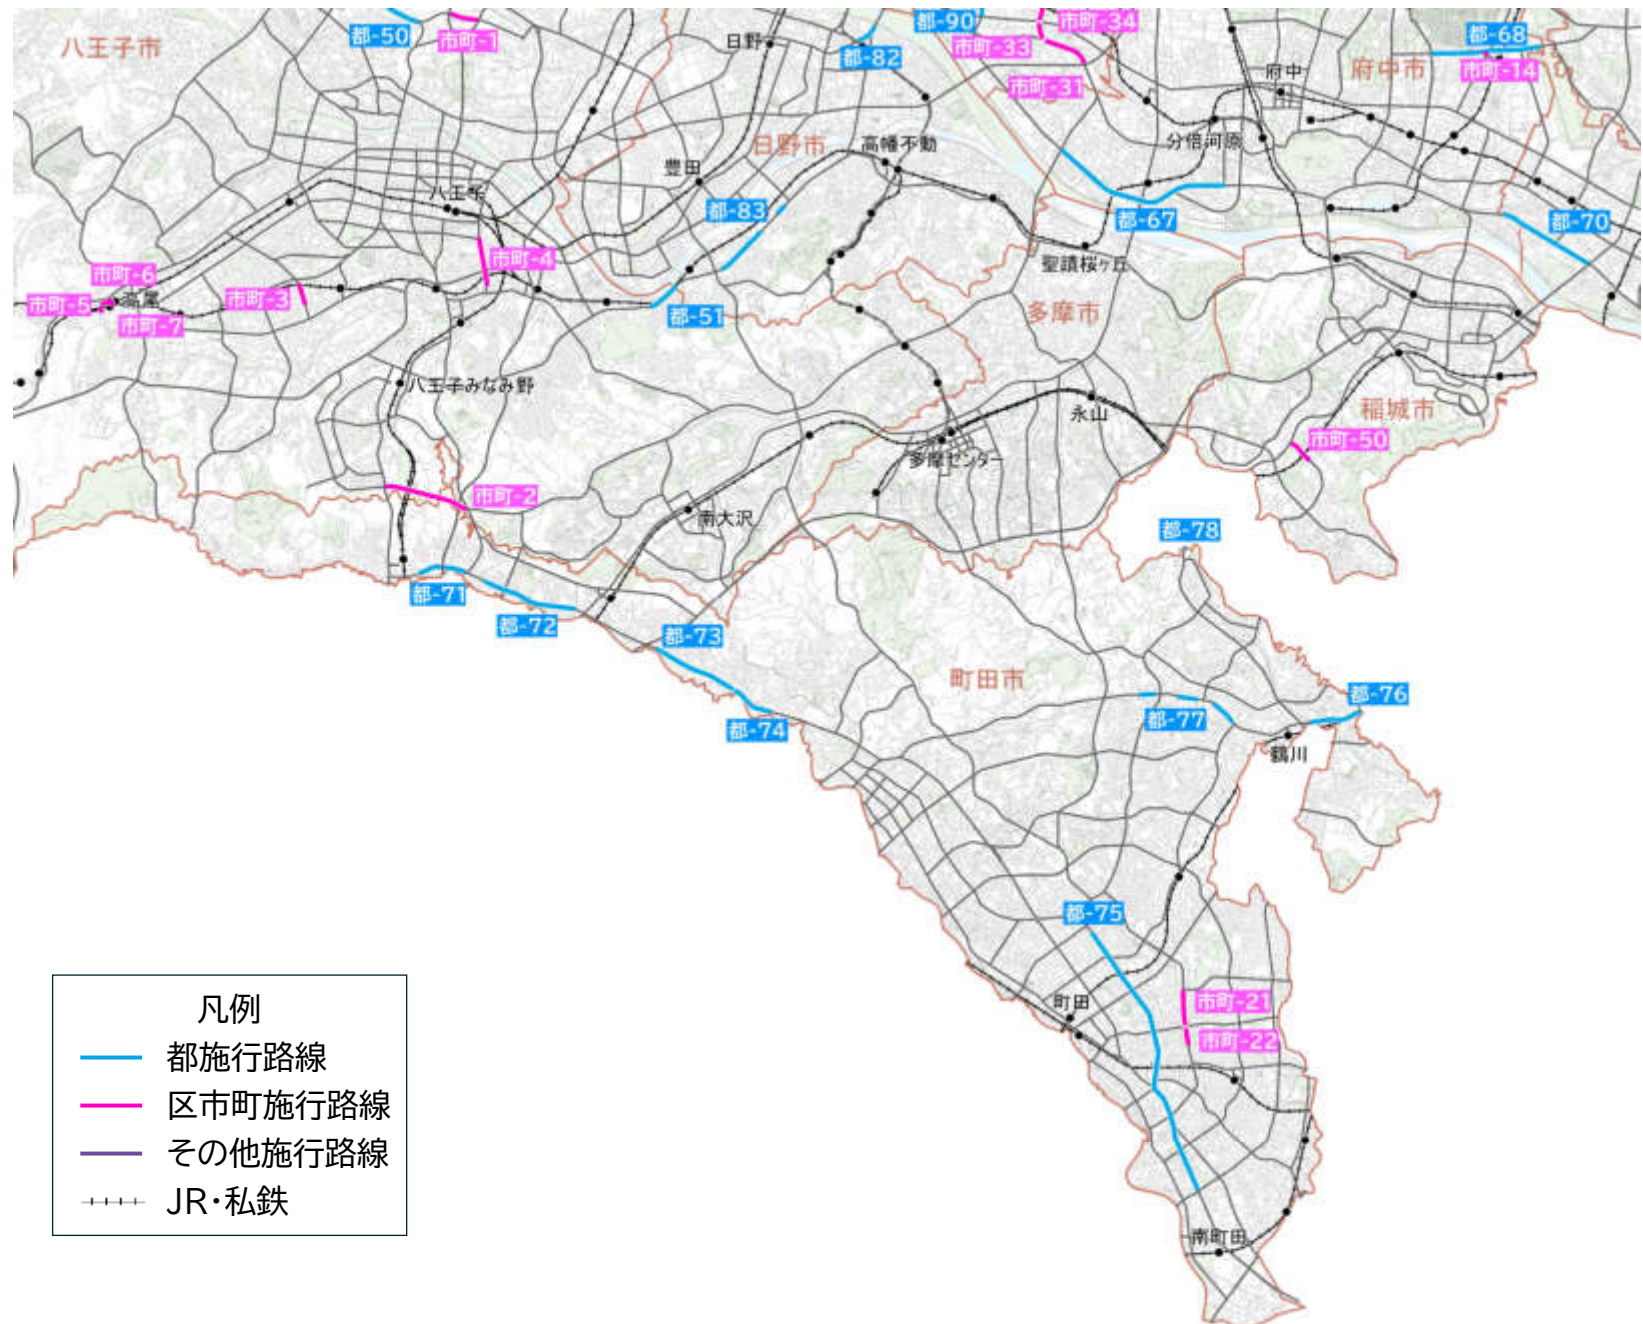 都-50
市町-1
都-90
市町-34
市町-33
都-82
都-68
市町-14
市町-31
八王子市
日野
府中
府中市
日野市
高幡不動
分倍河原
豊田
八王子
都-83
都-67
都-70
市町-4
聖蹟桜ヶ丘
市町-6
市町-5
高尾
市町-3
市町-7
都-51
多摩市
八王子みなみ野
永山
稲城市
市町-50
多摩センター
市町-2
南大沢
都-78
都-71
都-72
都-73
町田市
都-76
都-77
都-74
鶴川
都-75
町田
市町-21
市町-22
南町田
凡例
都施行路線
区市町施行路線
その他施行路線
JR・私鉄